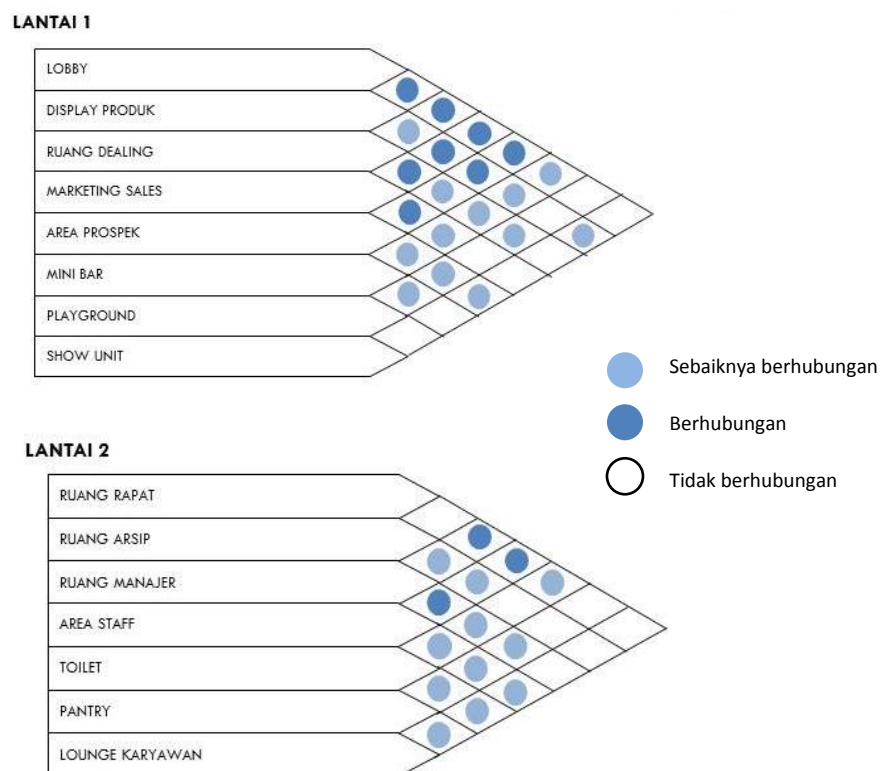 LANTAI 1
LOBBY
DISPLAY PRODUK
RUANG DEALING
MARKETING SALES
AREA PROSPEK
MINI BAR
PLAYGROUND
SHOW UNIT
Sebaiknya berhubungan
Berhubungan
Tidak berhubungan
LANTAI 2
RUANG RAPAT
RUANG ARSIP
RUANG MANAJER
AREA STAFF
TOILET
PANTRY
LOUNGE KARYAWAN